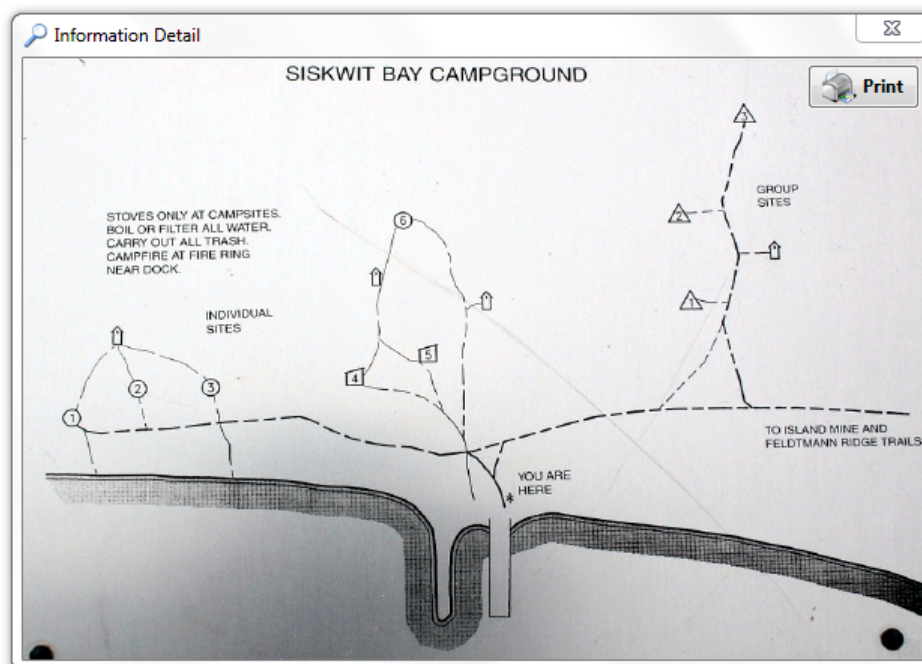 Information Detail
SISKWIT BAY CAMPGROUND
Print
3
GROUP
SITES
2
1
STOVES ONLY AT CAMPSITES.
BOIL OR FILTER ALL WATER.
CARRY OUT ALL TRASH.
CAMPFIRE AT FIRE RING
NEAR DOCK.
6
INDIVIDUAL
SITES
5
4
1
2
3
TO ISLAND MINE AND
FELDTMANN RIDGE TRAILS
YOU ARE
HERE
*